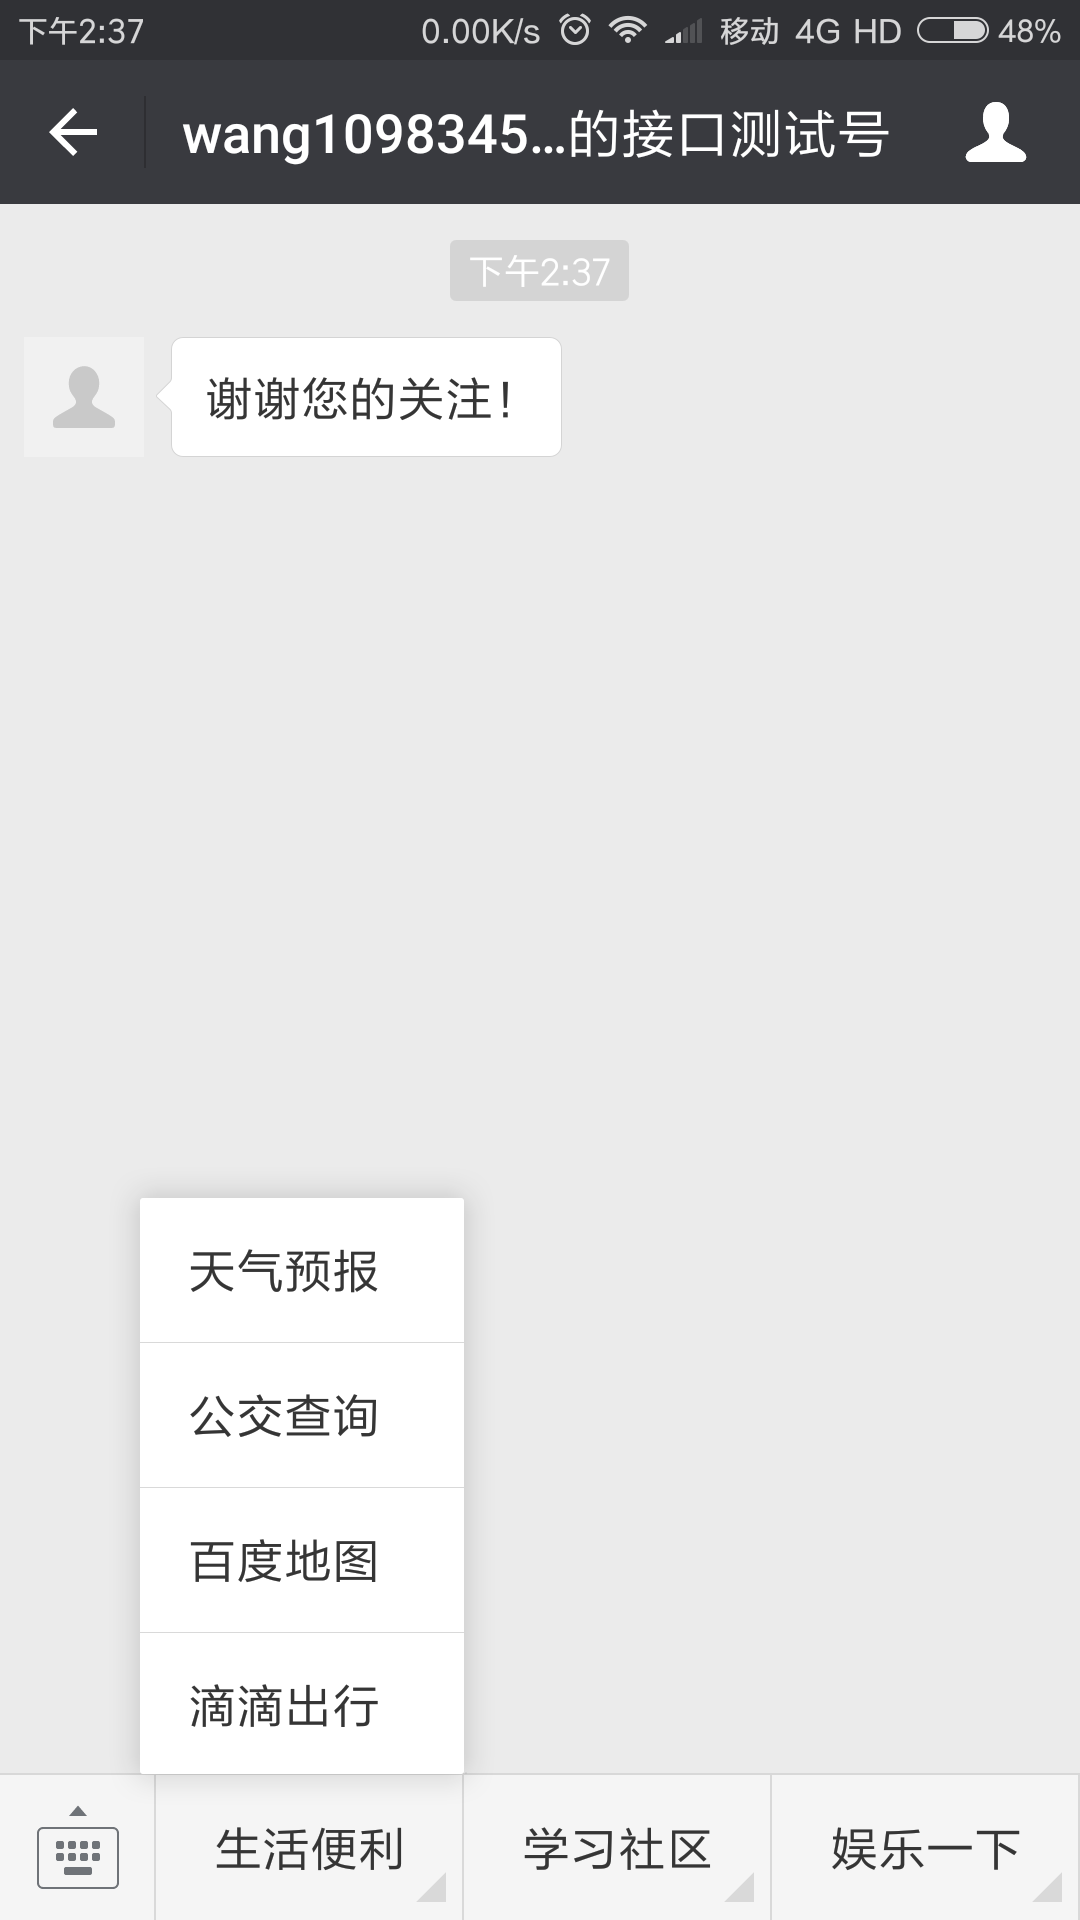 下午2:37 0.00K/s 移动 4G HD 48%
wang1098345...的接口测试号
下午2:37
谢谢您的关注！
天气预报
公交查询
百度地图
滴滴出行
生活便利 学习社区 娱乐一下